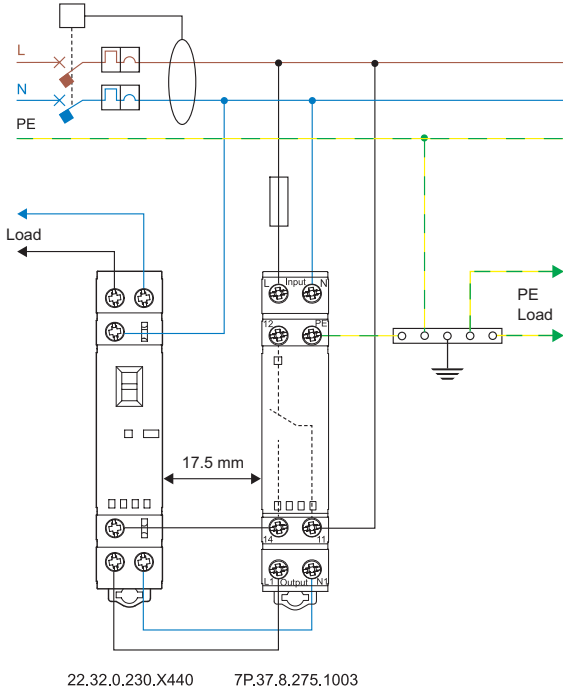 L
N
PE
Load
L Input N
12 PE
PE
Load
17.5 mm
14 11
L1 Output N1
22.32.0.230.X440 7P.37.8.275.1003